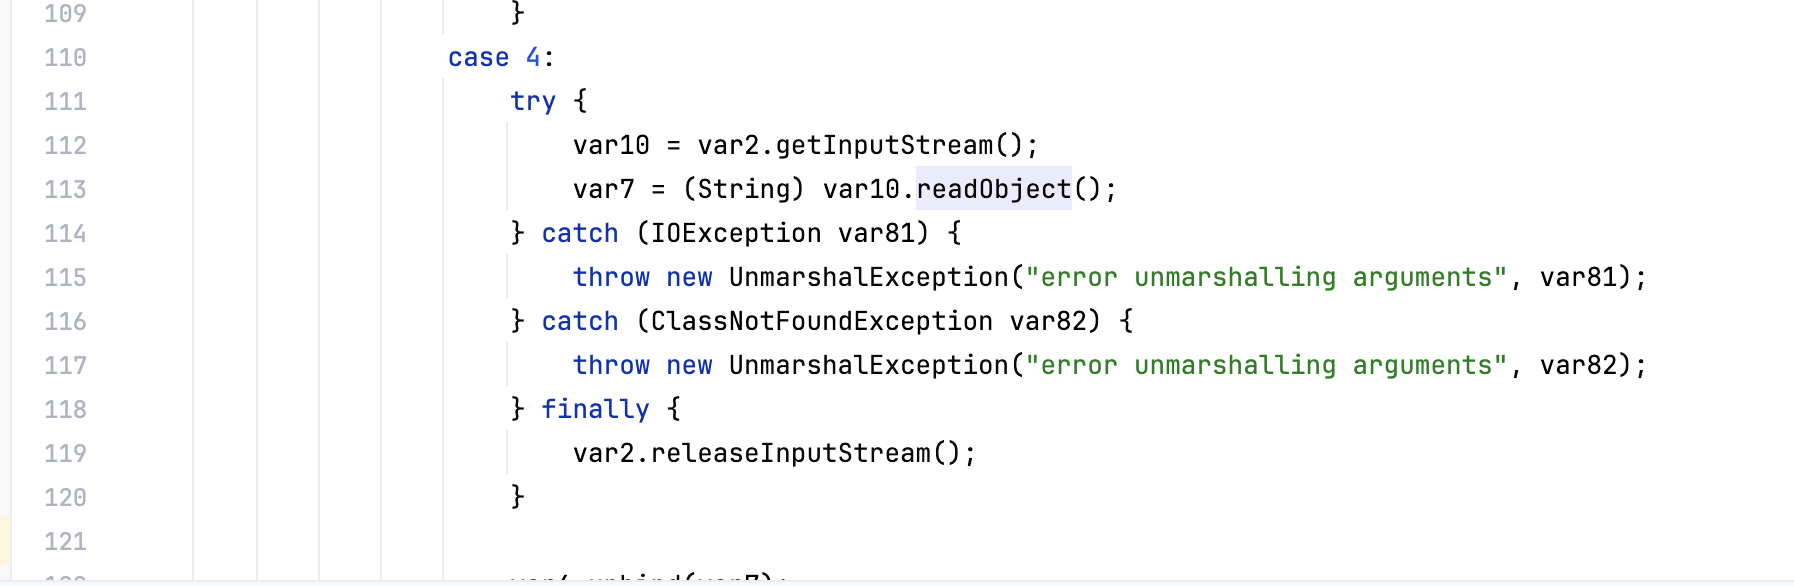 109 }
110 case 4:
111 try {
112 var10 = var2.getInputStream();
113 var7 = (String) var10.readObject();
114 } catch (IOException var81) {
115 throw new UnmarshalException("error unmarshalling arguments", var81);
116 } catch (ClassNotFoundException var82) {
117 throw new UnmarshalException("error unmarshalling arguments", var82);
118 } finally {
119 var2.releaseInputStream();
120 }
121